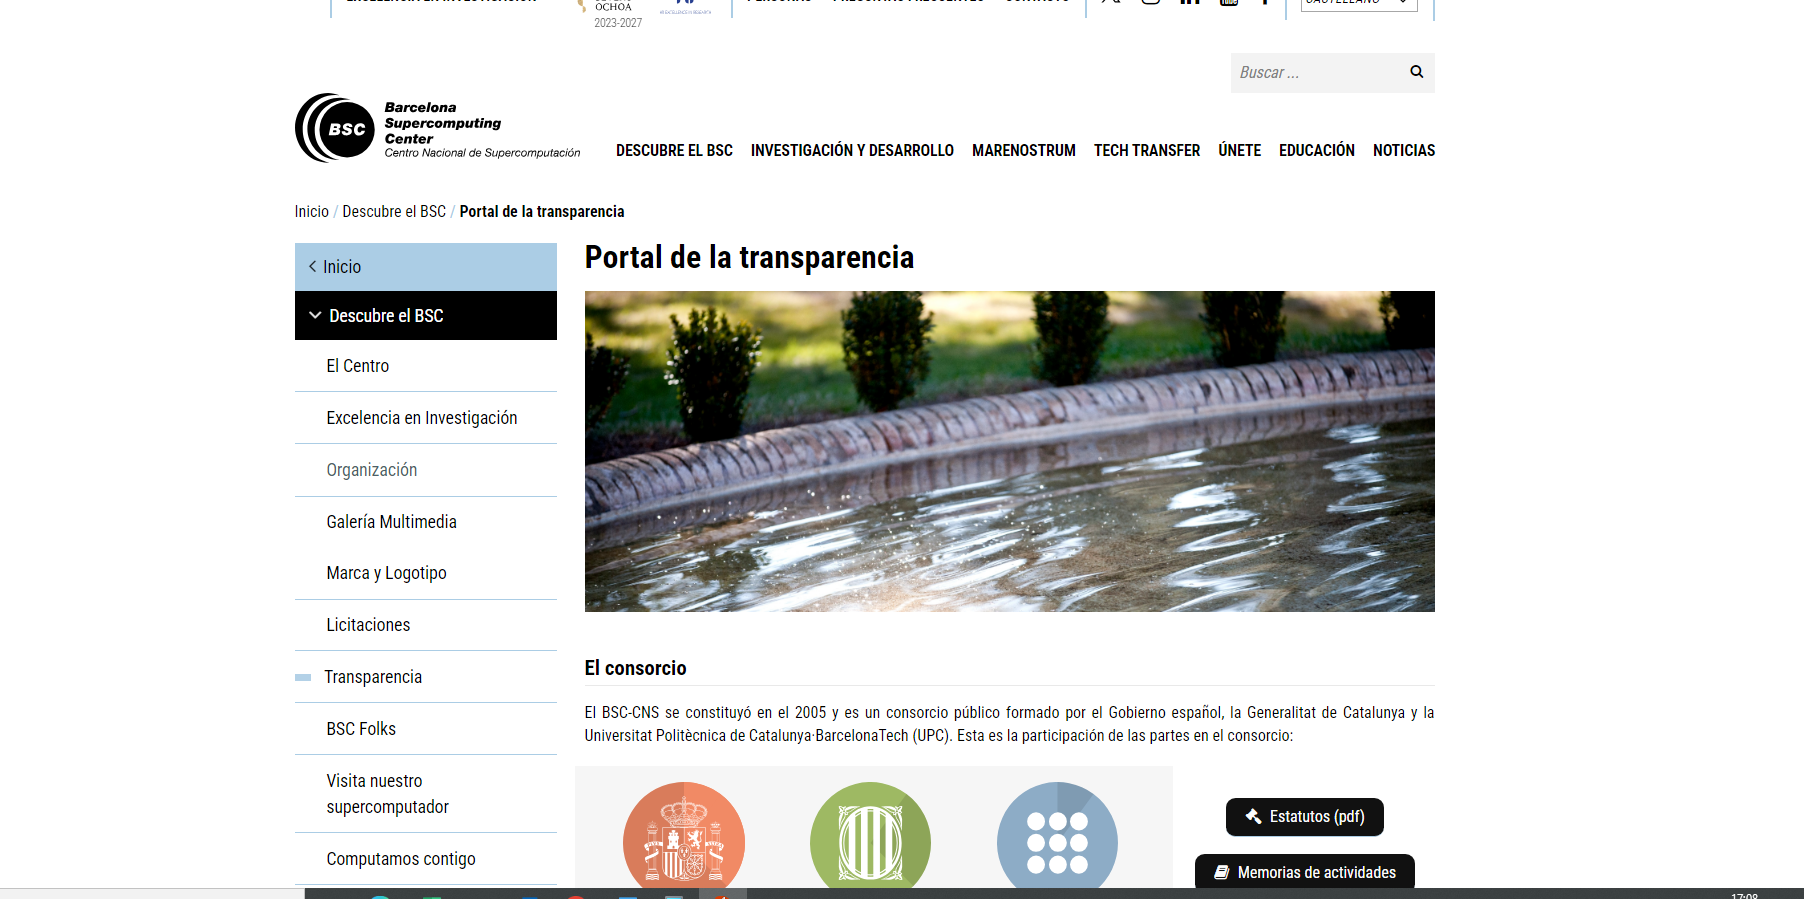 OCHOA
2023-2027
CASTELLANO
Buscar ...
BSC
Barcelona
Supercomputing
Center
Centro Nacional de Supercomputación
DESCUBRE EL BSC INVESTIGACIÓN Y DESARROLLO MARENOSTRUM TECH TRANSFER ÚNETE EDUCACIÓN NOTICIAS
Inicio / Descubre el BSC / Portal de la transparencia
Inicio
Descubre el BSC
El Centro
Excelencia en Investigación
Organización
Galería Multimedia
Marca y Logotipo
Licitaciones
Transparencia
BSC Folks
Visita nuestro
supercomputador
Computamos contigo
Portal de la transparencia
El consorcio
El BSC-CNS se constituyó en el 2005 y es un consorcio público formado por el Gobierno español, la Generalitat de Catalunya y la
Universitat Politècnica de Catalunya·BarcelonaTech (UPC). Esta es la participación de las partes en el consorcio:
Estatutos (pdf)
Memorias de actividades